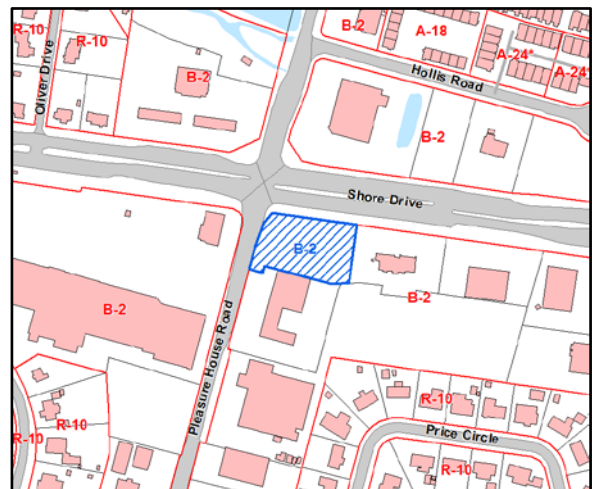 R-10
R-10
Oliver Drive
B-2
B-2
A-18
A-24*
A-24*
Hollis Road
B-2
Shore Drive
B-2
B-2
B-2
Pleasure House Road
R-10
R-10
R-10
Price Circle
R-10